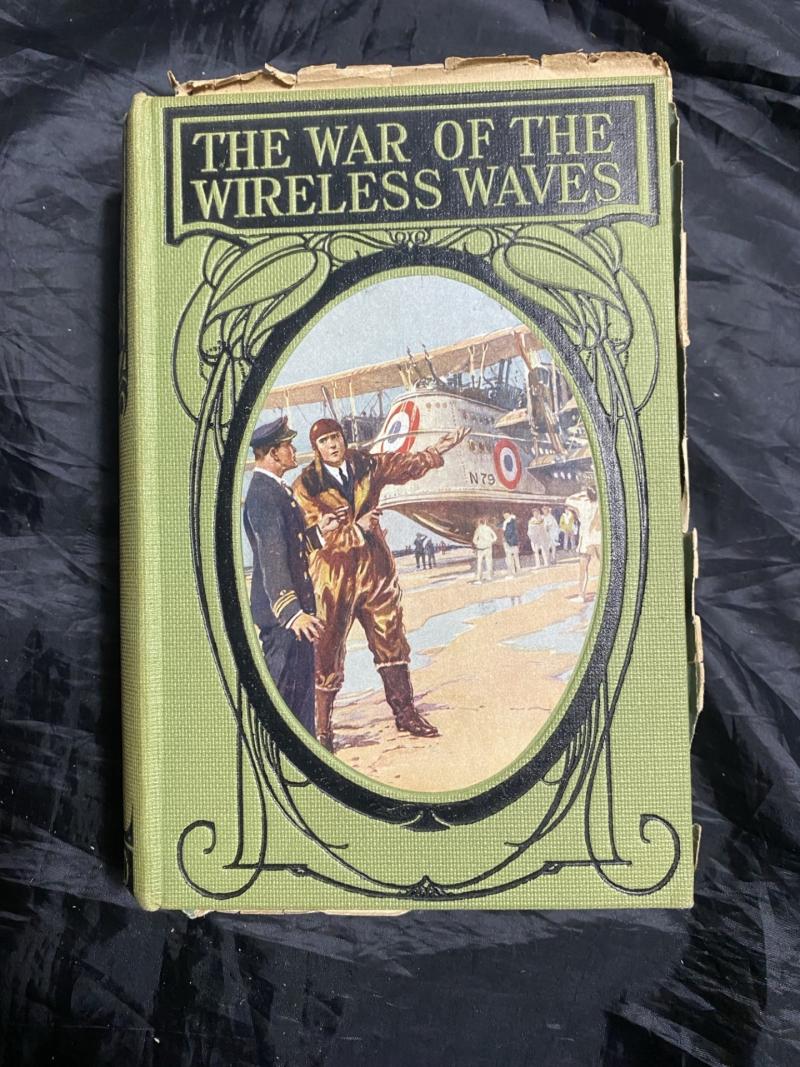 THE WAR OF THE
WIRELESS WAVES
N79